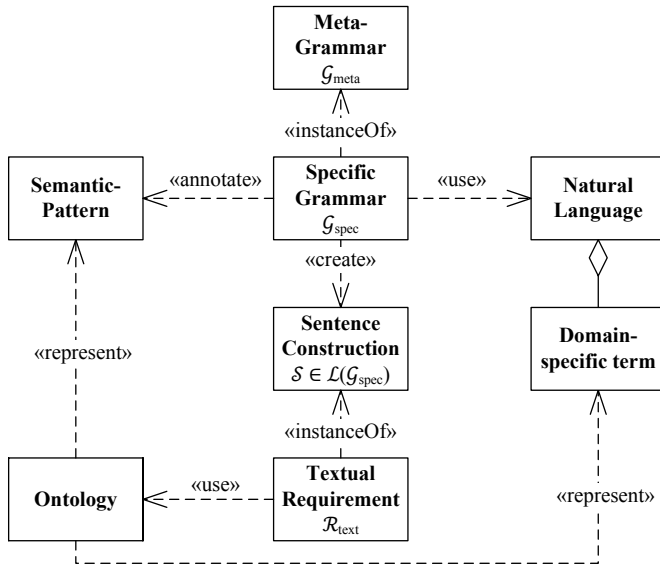 Meta-
Grammar
𝒢meta
«instanceOf»
Semantic-
Pattern
«annotate»
Specific
Grammar
𝒢spec
«use»
Natural
Language
«create»
«represent»
Sentence
Construction
𝒮 ∈ ℒ(𝒢spec)
Domain-
specific term
«instanceOf»
Ontology
«use»
Textual
Requirement
ℛtext
«represent»